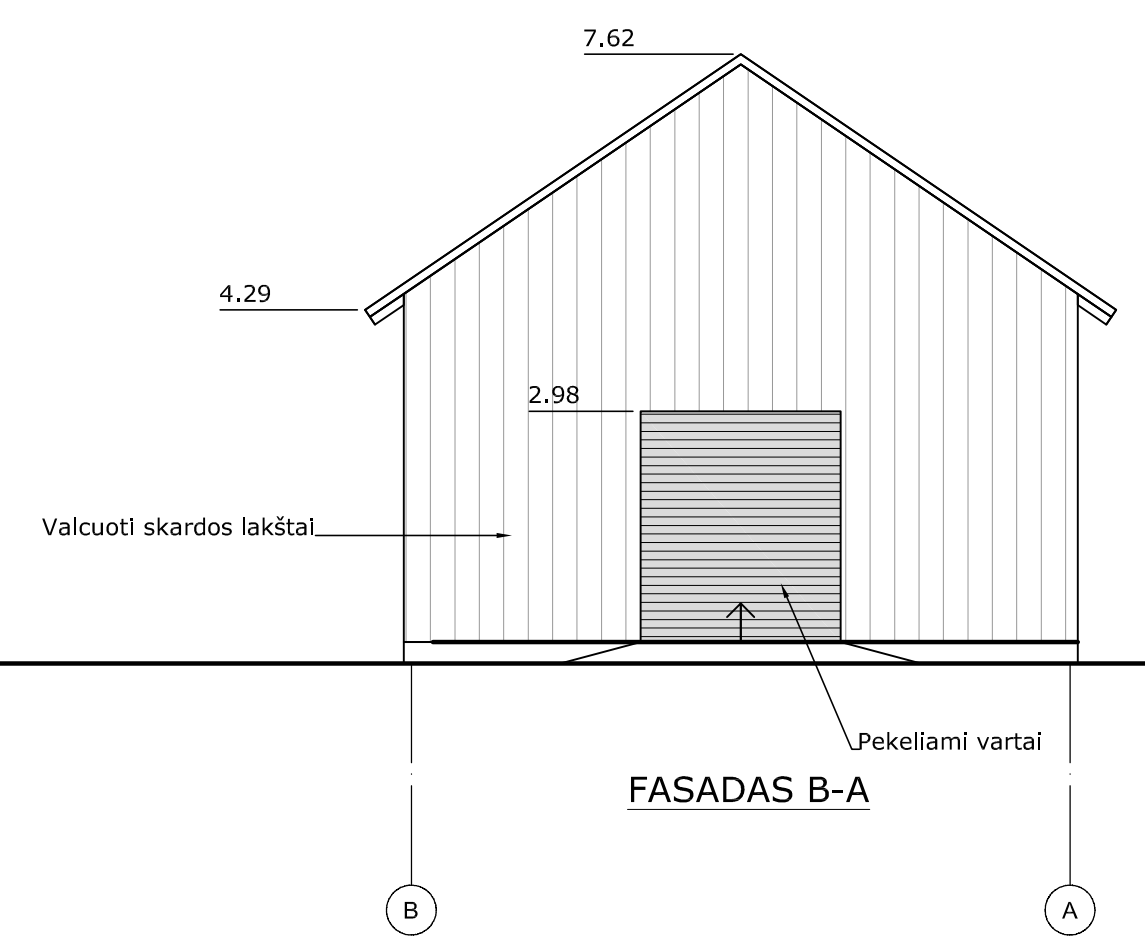 7.62
4.29
2.98
Valcuoti skardos lakštai
Pekeliami vartai
FASADAS B-A
B
A